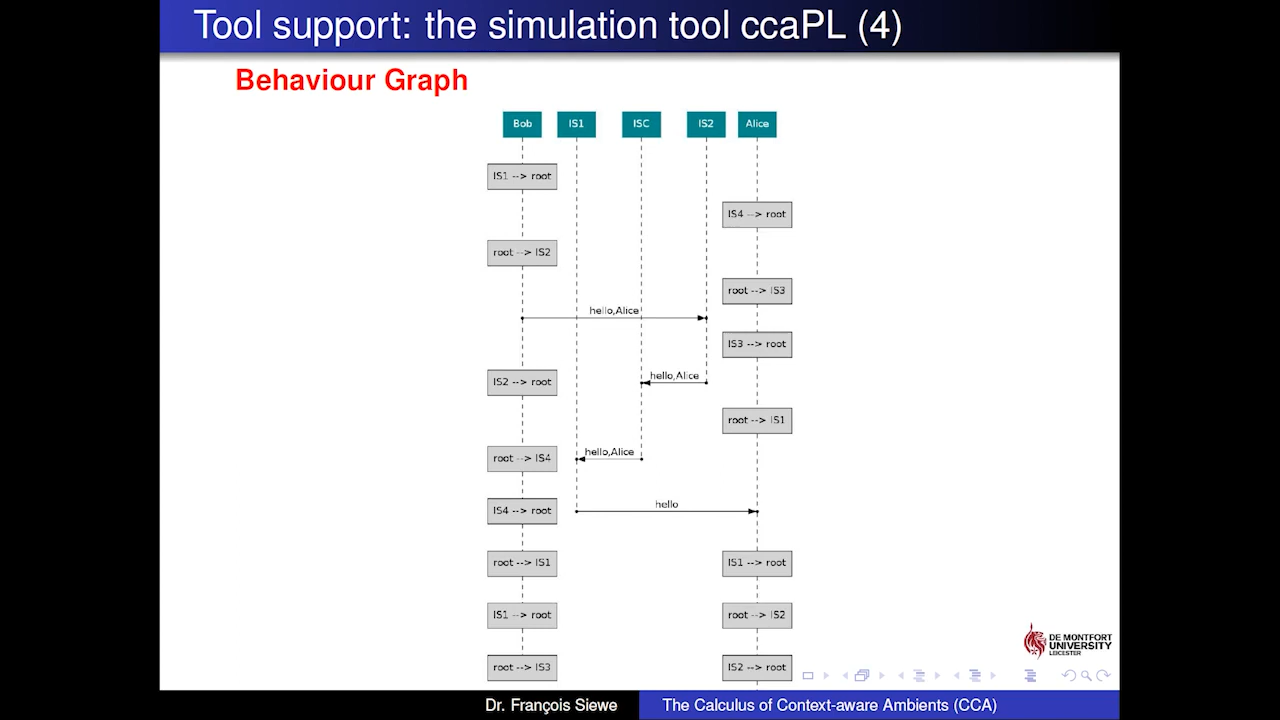 Tool support: the simulation tool ccaPL (4)
Behaviour Graph
Bob IS1 ISC IS2 Alice
IS1 --> root
IS4 --> root
root --> IS2
root --> IS3
hello,Alice
IS3 --> root
hello,Alice
IS2 --> root
root --> IS1
hello,Alice
root --> IS4
hello
IS4 --> root
root --> IS1 IS1 --> root
IS1 --> root root --> IS2
DE MONTFORT
UNIVERSITY
LEICESTER
root --> IS3 IS2 --> root
Dr. François Siewe The Calculus of Context-aware Ambients (CCA)